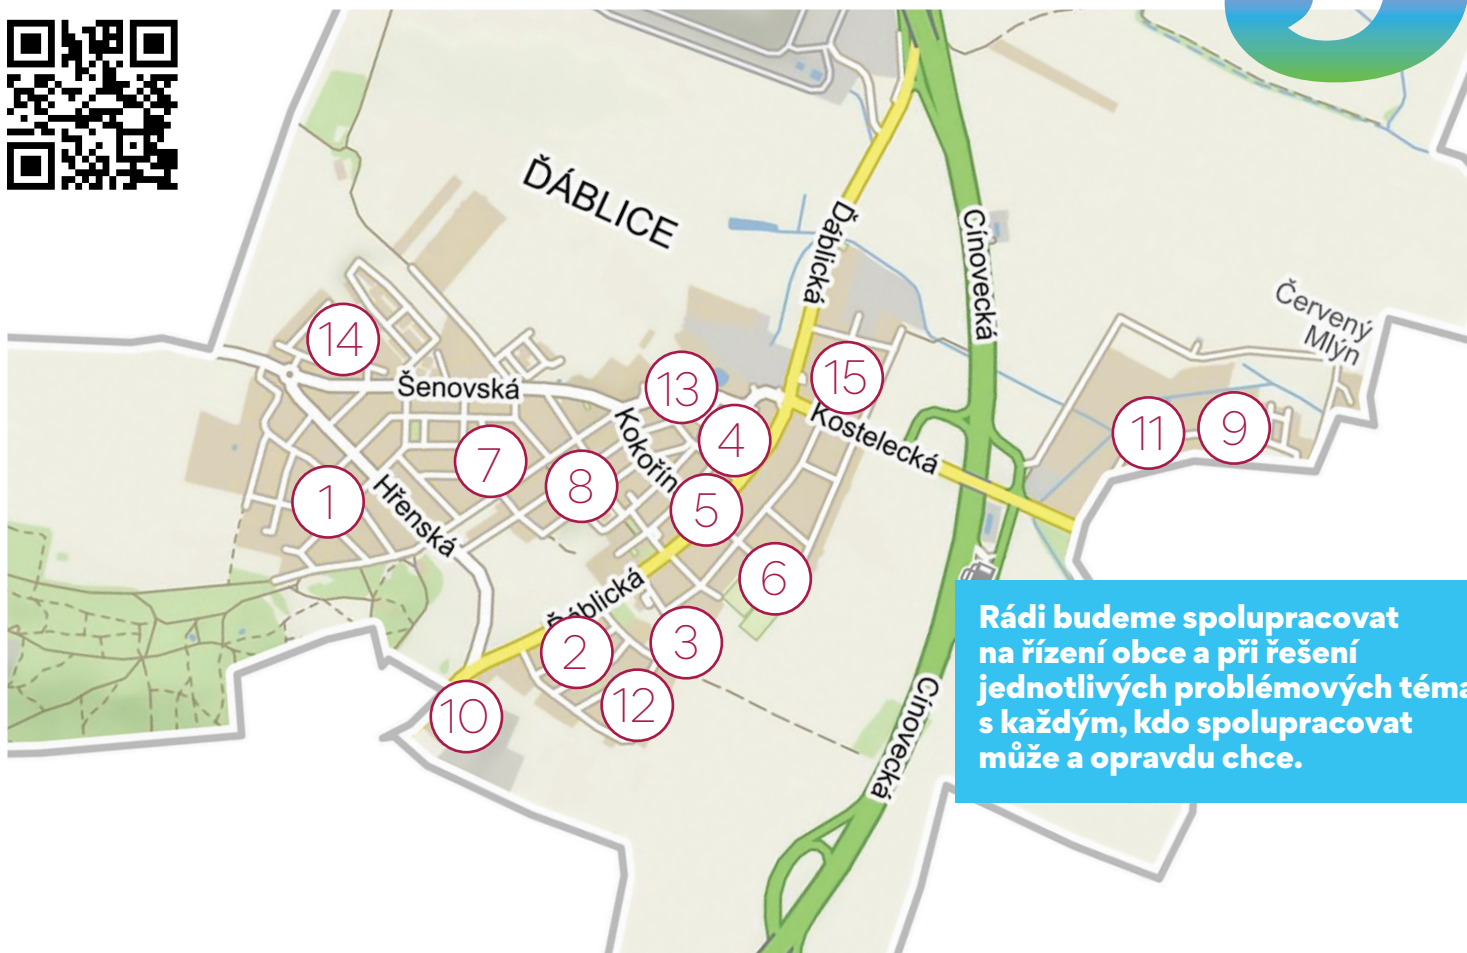 ĎÁBLICE
Ďáblická
Cínovecká
Červený
Mlýn
14
Šenovská
13
15
Kostelecká
4
Kokořín
11
9
7
8
1
Hřenská
5
6
Ďáblická
2
3
12
10
Cínovecká
Rádi budeme spolupracovat
na řízení obce a při řešení
jednotlivých problémových téma
s každým, kdo spolupracovat
může a opravdu chce.